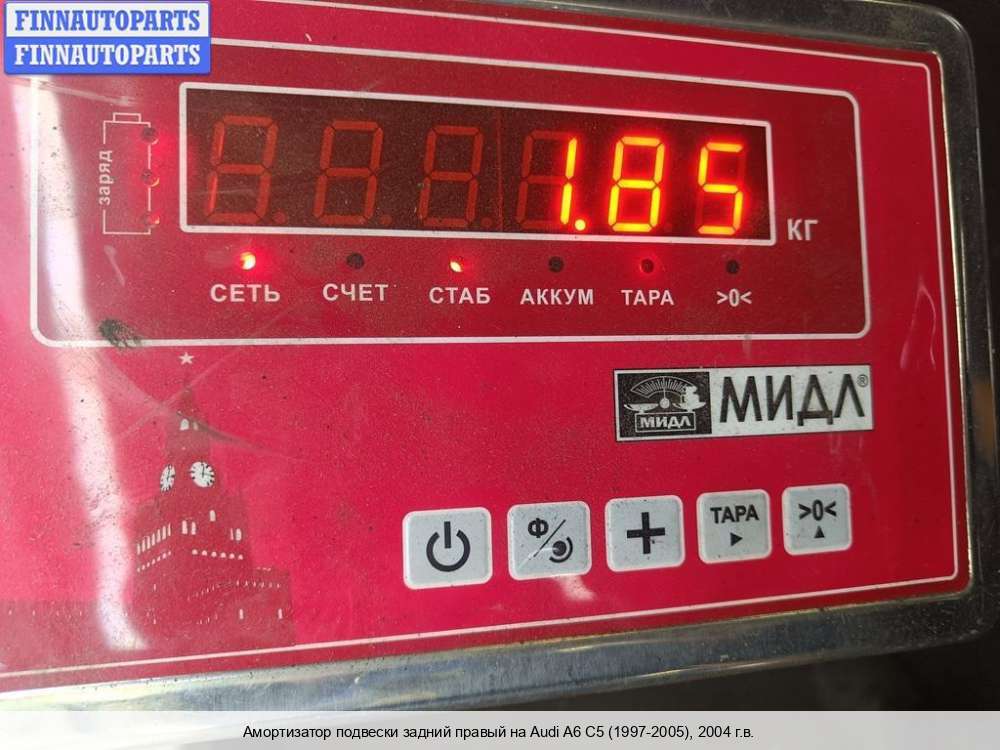 FINNAUTOPARTS
FINNAUTOPARTS
заряд
1.85
КГ
СЕТЬ СЧЕТ СТАБ АККУМ ТАРА >0<
МИДЛ МИДЛ®
Ф ТАРА >0<
Амортизатор подвески задний правый на Audi A6 C5 (1997-2005), 2004 г.в.